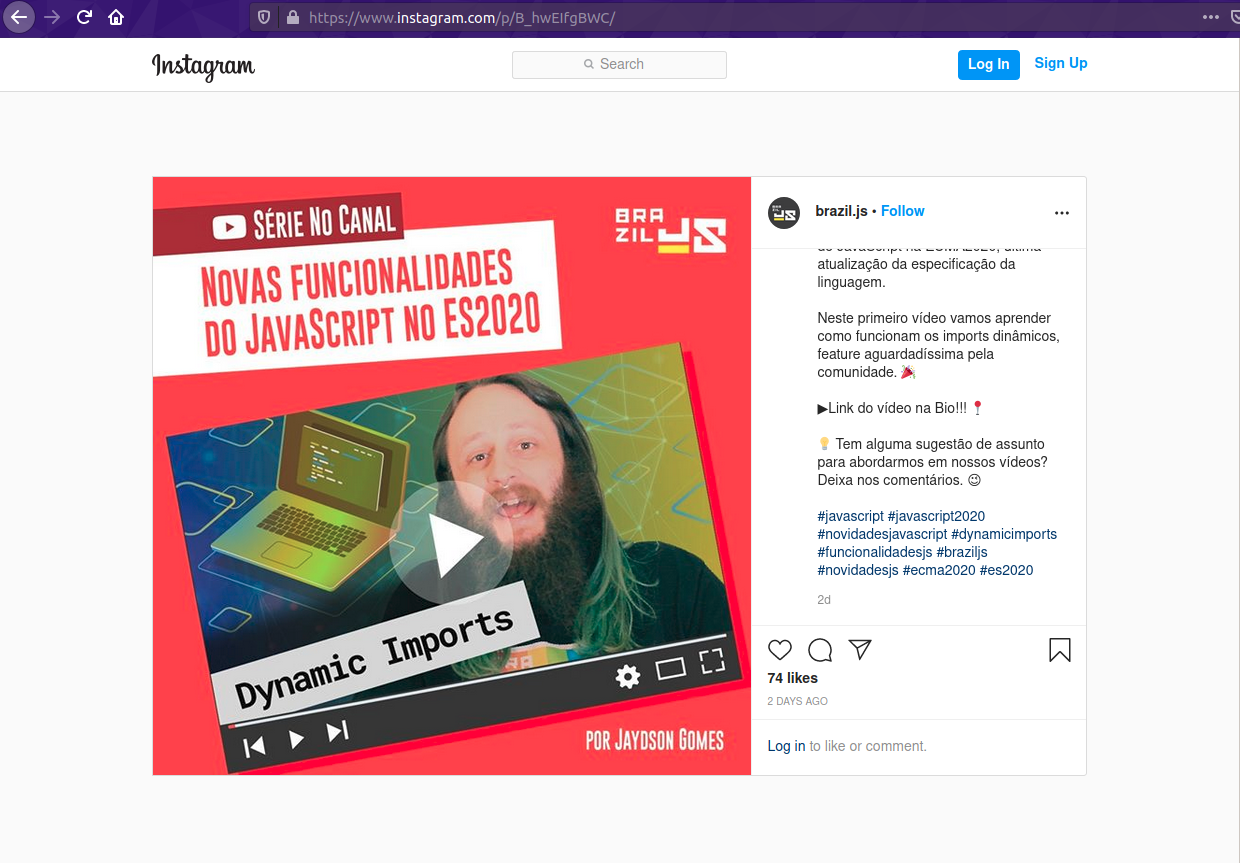 https://www.instagram.com/p/B_hwEIfgBWC/
Instagram
Search
Log In
Sign Up
SÉRIE NO CANAL
BRA
ZIL JS
NOVAS FUNCIONALIDADES
DO JAVASCRIPT NO ES2020
Dynamic Imports
POR JAYDSON GOMES
brazil.js • Follow
atualização da especificação da
linguagem.
Neste primeiro vídeo vamos aprender
como funcionam os imports dinâmicos,
feature aguardadíssima pela
comunidade. 🎉
▶Link do vídeo na Bio!!! 📍
💡 Tem alguma sugestão de assunto
para abordarmos em nossos vídeos?
Deixa nos comentários. 😉
#javascript #javascript2020
#novidadesjavascript #dynamicimports
#funcionalidadesjs #braziljs
#novidadesjs #ecma2020 #es2020
2d
74 likes
2 DAYS AGO
Log in to like or comment.